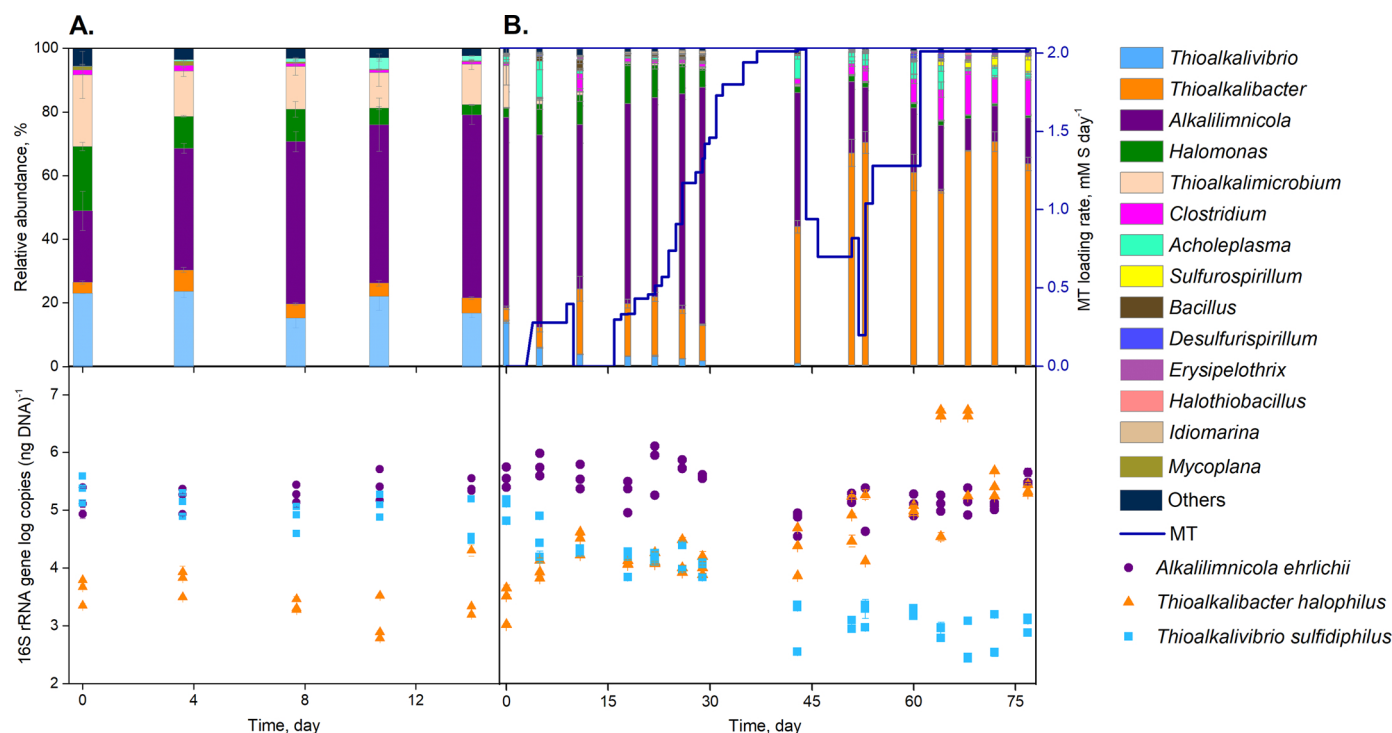 A.
B.
100
80
60
40
20
0
Relative abundance, %
2.0
1.5
1.0
0.5
0.0
MT loading rate, mM S day⁻¹
7
6
5
4
3
2
16S rRNA gene log copies (ng DNA)⁻¹
0
4
8
12
Time, day
0
15
30
45
60
75
Time, day
Thioalkalivibrio
Thioalkalibacter
Alkalilimnicola
Halomonas
Thioalkalimicrobium
Clostridium
Acholeplasma
Sulfurospirillum
Bacillus
Desulfurispirillum
Erysipelothrix
Halothiobacillus
Idiomarina
Mycoplana
Others
MT
Alkalilimnicola ehrlichii
Thioalkalibacter halophilus
Thioalkalivibrio sulfidiphilus